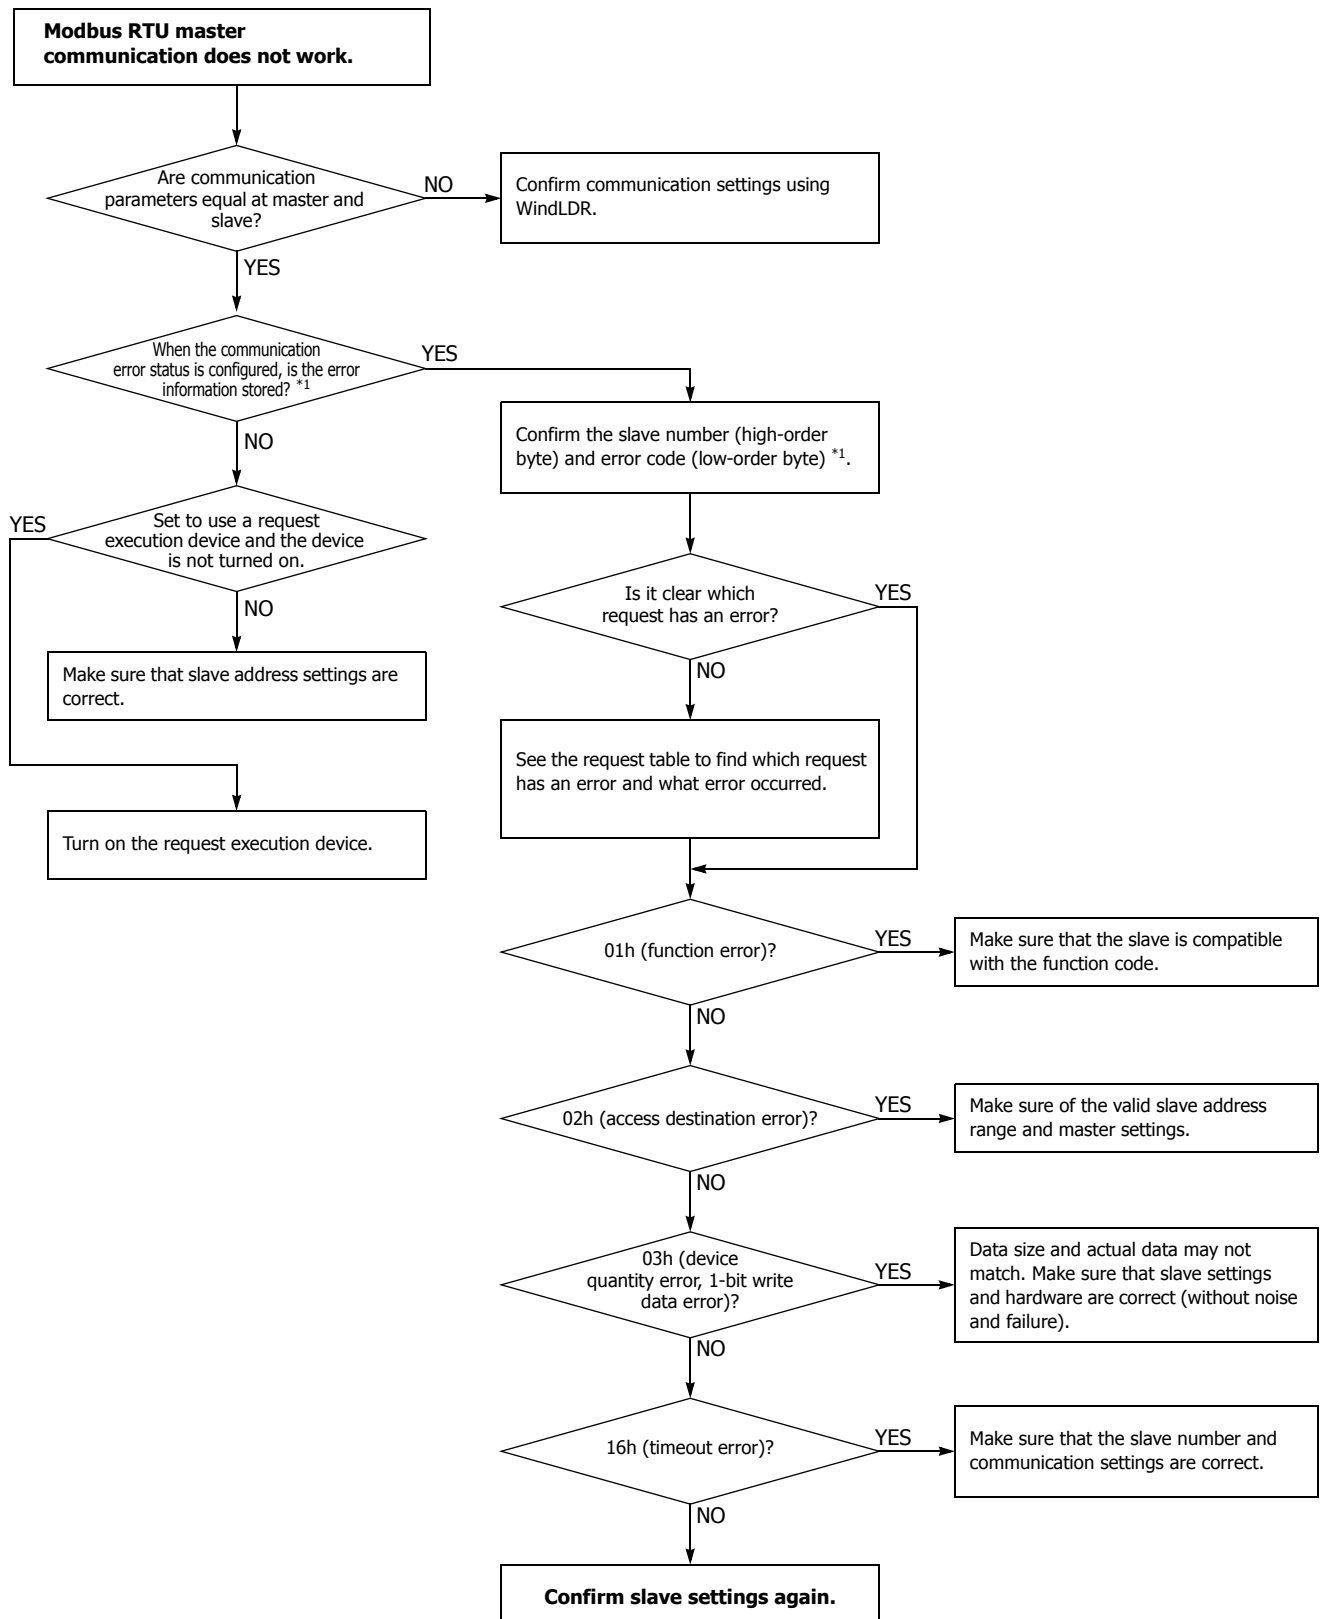 Modbus RTU master
communication does not work.
Are communication
parameters equal at master and
slave?
NO
Confirm communication settings using
WindLDR.
YES
When the communication
error status is configured, is the error
information stored? *1
YES
NO
Confirm the slave number (high-order
byte) and error code (low-order byte) *1.
YES
Set to use a request
execution device and the device
is not turned on.
NO
Is it clear which
request has an error?
YES
NO
Make sure that slave address settings are
correct.
See the request table to find which request
has an error and what error occurred.
Turn on the request execution device.
01h (function error)?
YES
Make sure that the slave is compatible
with the function code.
NO
02h (access destination error)?
YES
Make sure of the valid slave address
range and master settings.
NO
03h (device
quantity error, 1-bit write
data error)?
YES
Data size and actual data may not
match. Make sure that slave settings
and hardware are correct (without noise
and failure).
NO
16h (timeout error)?
YES
Make sure that the slave number and
communication settings are correct.
NO
Confirm slave settings again.